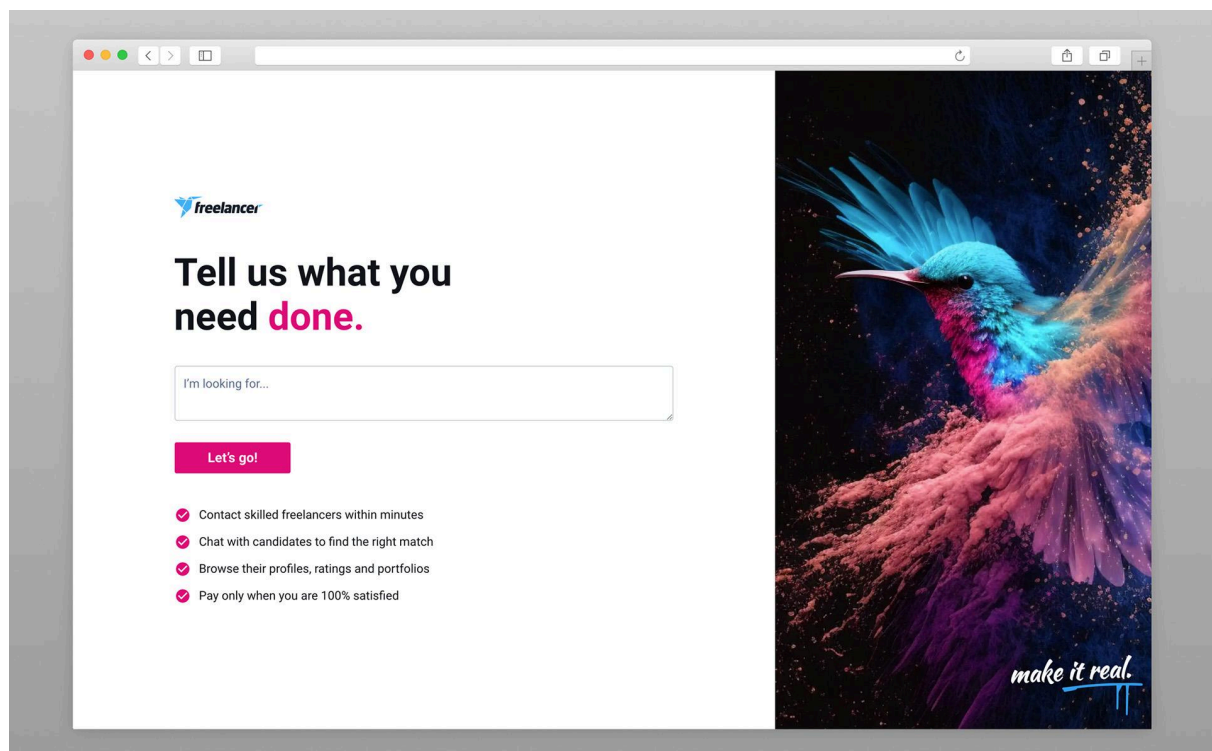 freelancer
Tell us what you
need done.
I'm looking for...
Let's go!
Contact skilled freelancers within minutes
Chat with candidates to find the right match
Browse their profiles, ratings and portfolios
Pay only when you are 100% satisfied
make it real.